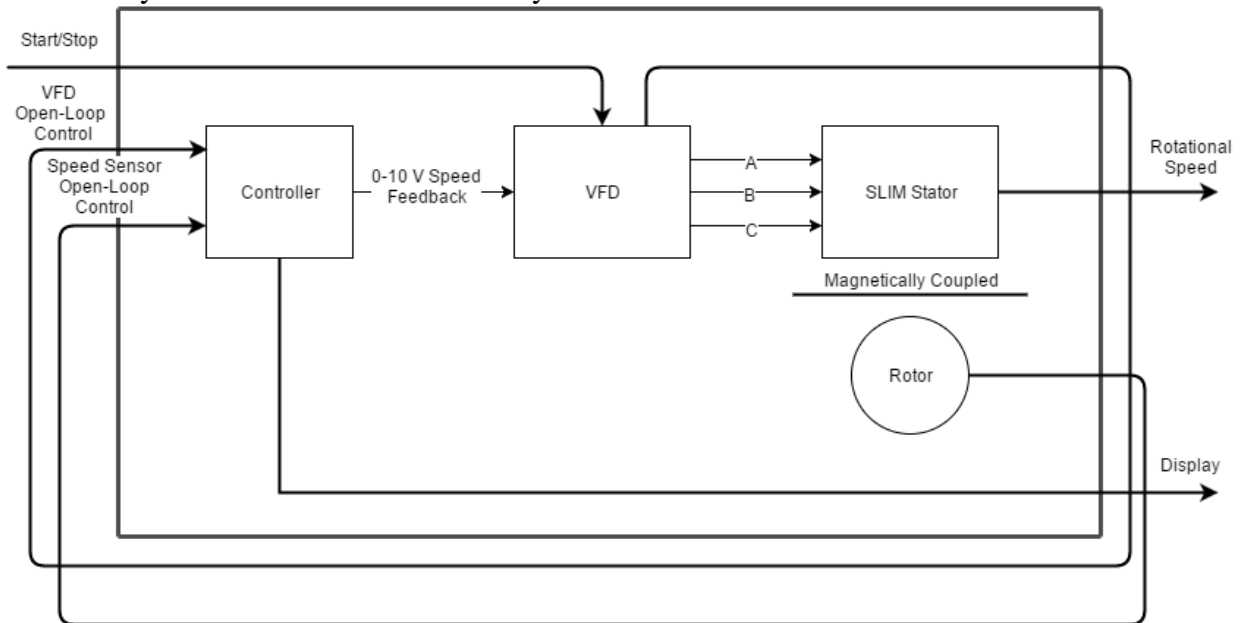 Start/Stop
VFD
Open-Loop
Control
Speed Sensor
Open-Loop
Control
Controller
0-10 V Speed
Feedback
VFD
A
B
C
SLIM Stator
Rotational
Speed
Magnetically Coupled
Rotor
Display